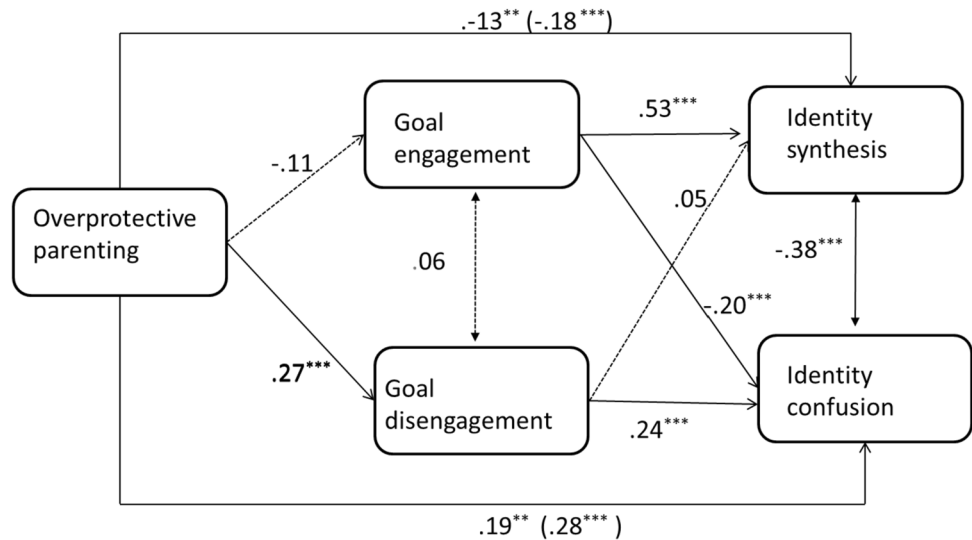 .-13** (-.18***)
Goal
engagement
.53***
Identity
synthesis
-.11
.05
Overprotective
parenting
.06
-.38***
-.20***
.27***
Goal
disengagement
Identity
confusion
.24***
.19** (.28*** )